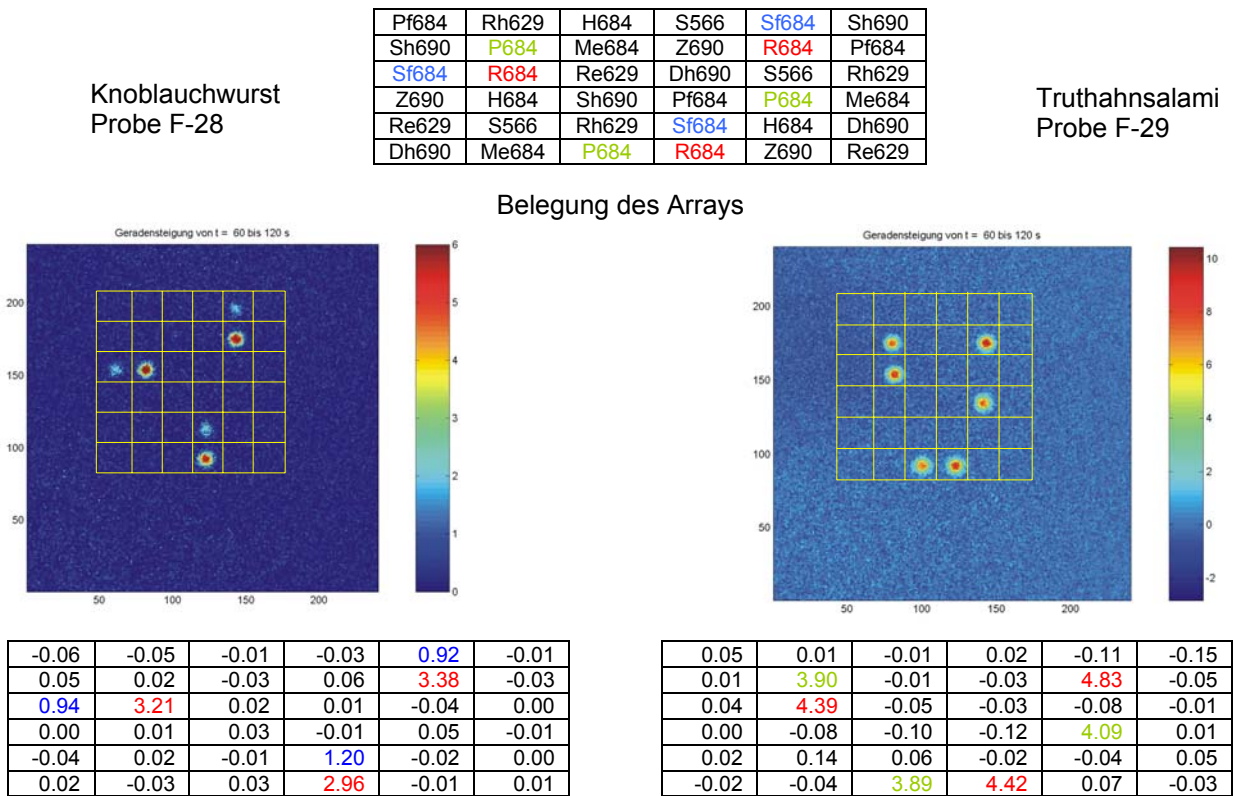 Pf684 Rh629 H684 S566 Sf684 Sh690
Sh690 P684 Me684 Z690 R684 Pf684
Sf684 R684 Re629 Dh690 S566 Rh629
Z690 H684 Sh690 Pf684 P684 Me684
Re629 S566 Rh629 Sf684 H684 Dh690
Dh690 Me684 P684 R684 Z690 Re629
Knoblauchwurst
Probe F-28
Truthahnsalami
Probe F-29
Belegung des Arrays
Geradensteigung von t = 60 bis 120 s
200
150
100
50
50 100 150 200
6
5
4
3
2
1
0
Geradensteigung von t = 60 bis 120 s
200
150
100
50
50 100 150 200
10
8
6
4
2
0
-2
-0.06 -0.05 -0.01 -0.03 0.92 -0.01
0.05 0.02 -0.03 0.06 3.38 -0.03
0.94 3.21 0.02 0.01 -0.04 0.00
0.00 0.01 0.03 -0.01 0.05 -0.01
-0.04 0.02 -0.01 1.20 -0.02 0.00
0.02 -0.03 0.03 2.96 -0.01 0.01
0.05 0.01 -0.01 0.02 -0.11 -0.15
0.01 3.90 -0.01 -0.03 4.83 -0.05
0.04 4.39 -0.05 -0.03 -0.08 -0.01
0.00 -0.08 -0.10 -0.12 4.09 0.01
0.02 0.14 0.06 -0.02 -0.04 0.05
-0.02 -0.04 3.89 4.42 0.07 -0.03